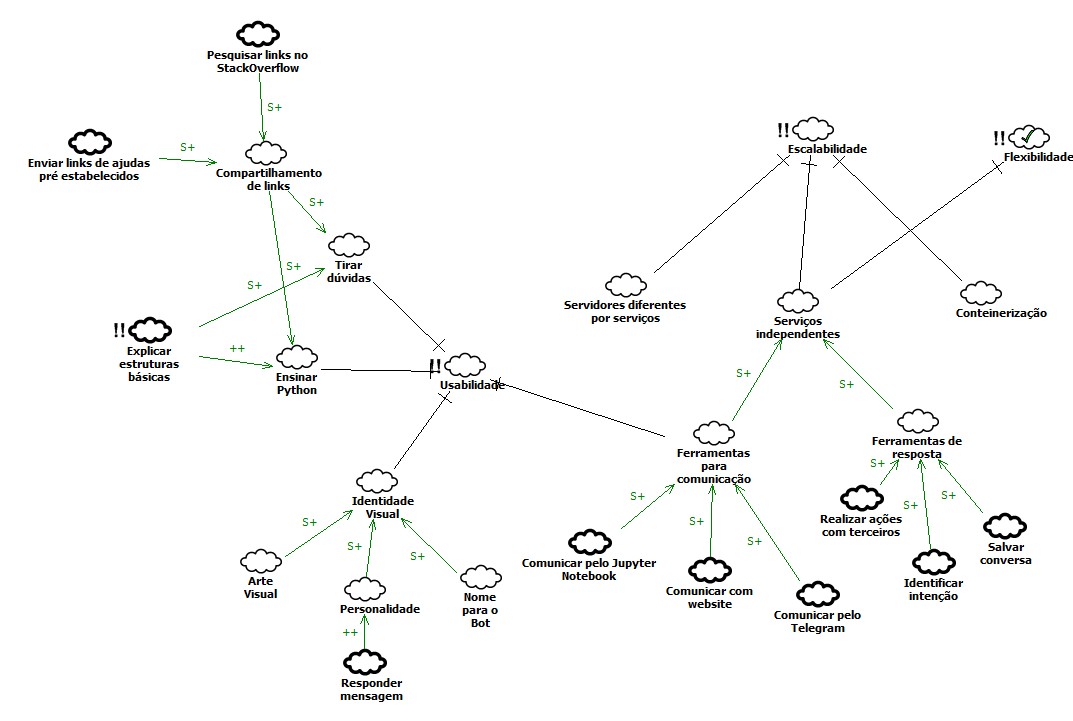 Pesquisar links no
StackOverflow
S+
Enviar links de ajudas
pré estabelecidos
S+
Compartilhamento
de links
S+
S+
Tirar
dúvidas
S+
!!
Explicar
estruturas
básicas
++
Ensinar
Python
!!
Usabilidade
Identidade
Visual
S+
S+
S+
Arte
Visual
Personalidade
Nome
para o
Bot
++
Responder
mensagem
!!
Escalabilidade
!!
Flexibilidade
Servidores diferentes
por serviços
Serviços
independentes
Conteinerização
S+
S+
Ferramentas
para
comunicação
Ferramentas de
resposta
S+
S+
S+
Comunicar pelo Jupyter
Notebook
Comunicar com
website
Comunicar pelo
Telegram
S+
S+
S+
Realizar ações
com terceiros
Identificar
intenção
Salvar
conversa